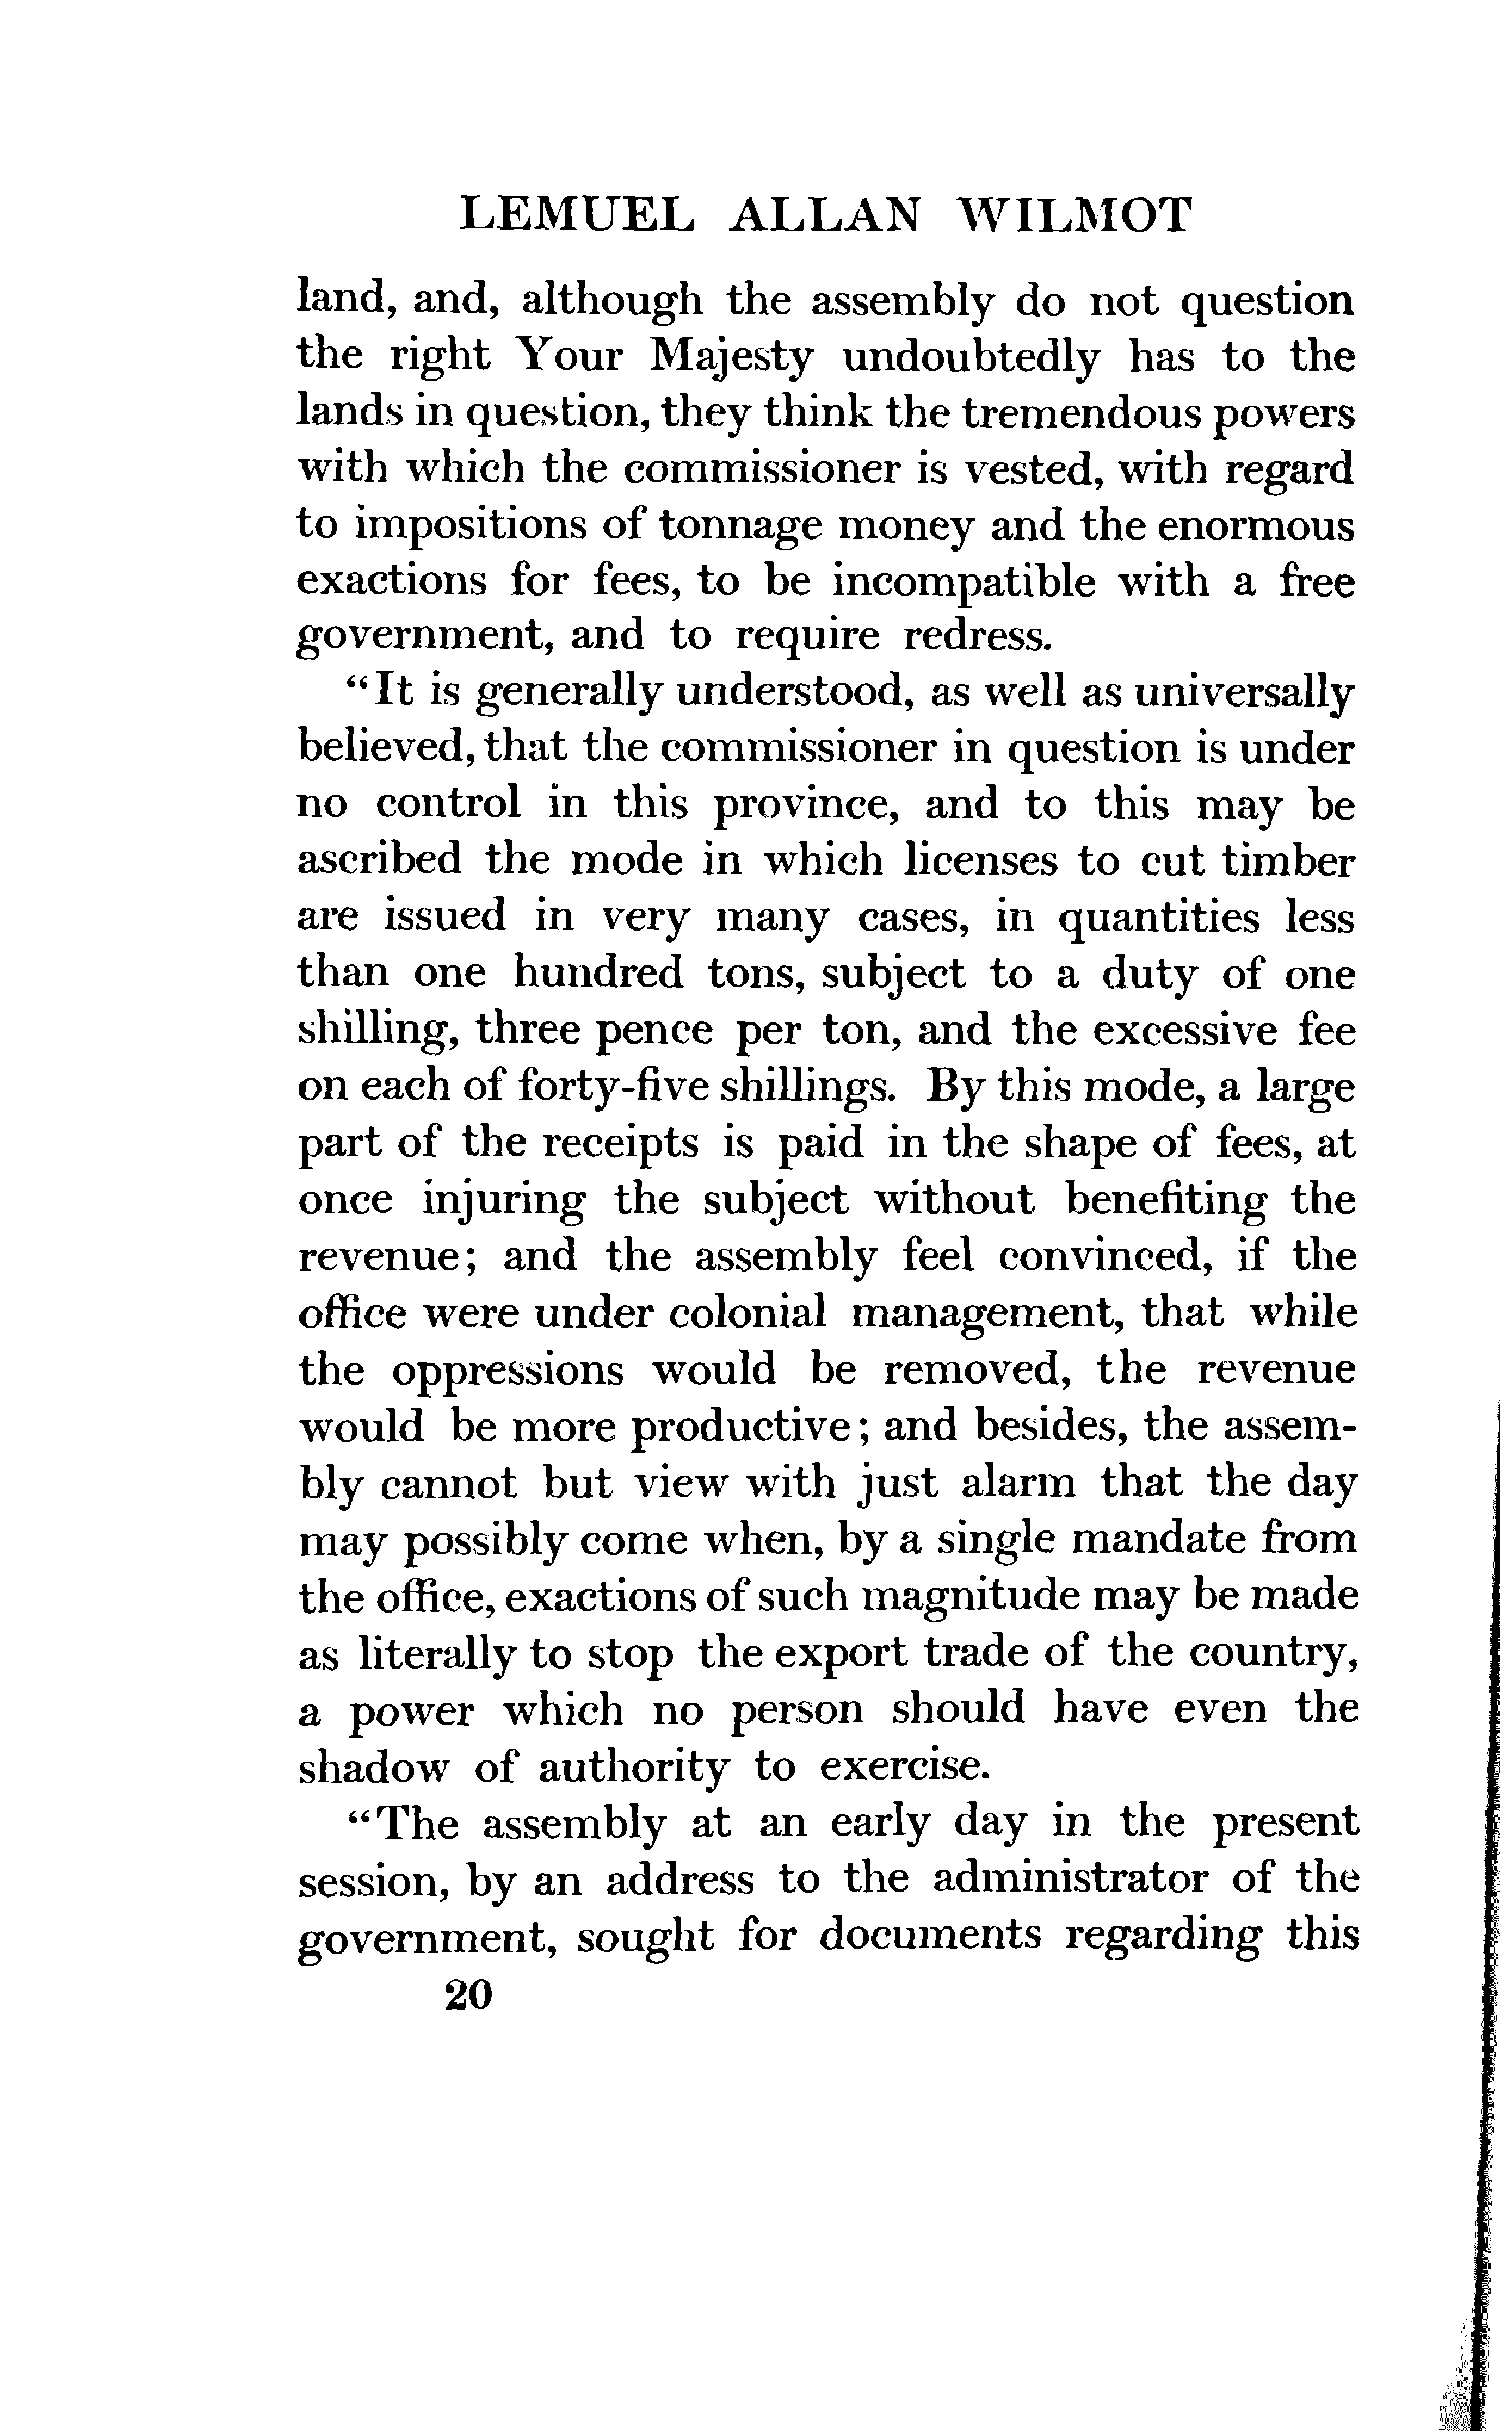 LEMUEL ALLAN WILMOT
land, and, although the assembly do not question
the right Your Majesty undoubtedly has to the
lands in question, they think the tremendous powers
with which the commissioner is vested, with regard
to impositions of tonnage money and the enormous
exactions for fees, to be incompatible with a free
government, and to require redress.
“It is generally understood, as well as universally
believed, that the commissioner in question is under
no control in this province, and to this may be
ascribed the mode in which licenses to cut timber
are issued in very many cases, in quantities less
than one hundred tons, subject to a duty of one
shilling, three pence per ton, and the excessive fee
on each of forty-five shillings. By this mode, a large
part of the receipts is paid in the shape of fees, at
once injuring the subject without benefiting the
revenue; and the assembly feel convinced, if the
office were under colonial management, that while
the oppressions would be removed, the revenue
would be more productive; and besides, the assem-
bly cannot but view with just alarm that the day
may possibly come when, by a single mandate from
the office, exactions of such magnitude may be made
as literally to stop the export trade of the country,
a power which no person should have even the
shadow of authority to exercise.
“The assembly at an early day in the present
session, by an address to the administrator of the
government, sought for documents regarding this
20